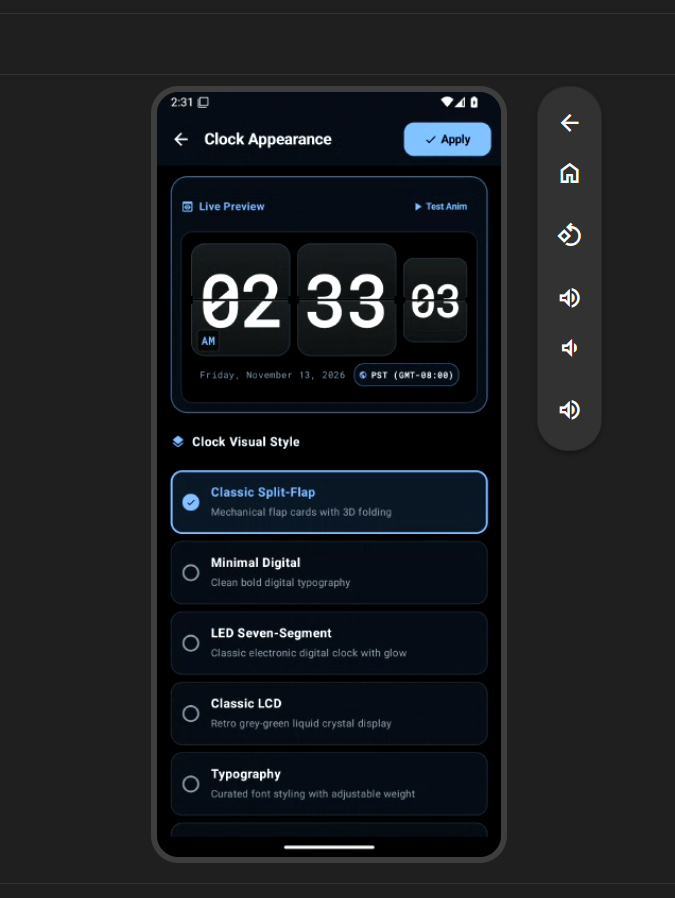 2:31
Clock Appearance
Apply
Live Preview
Test Anim
02 33 03
AM
Friday, November 13, 2026
PST (GMT-08:00)
Clock Visual Style
Classic Split-Flap
Mechanical flap cards with 3D folding
Minimal Digital
Clean bold digital typography
LED Seven-Segment
Classic electronic digital clock with glow
Classic LCD
Retro grey-green liquid crystal display
Typography
Curated font styling with adjustable weight